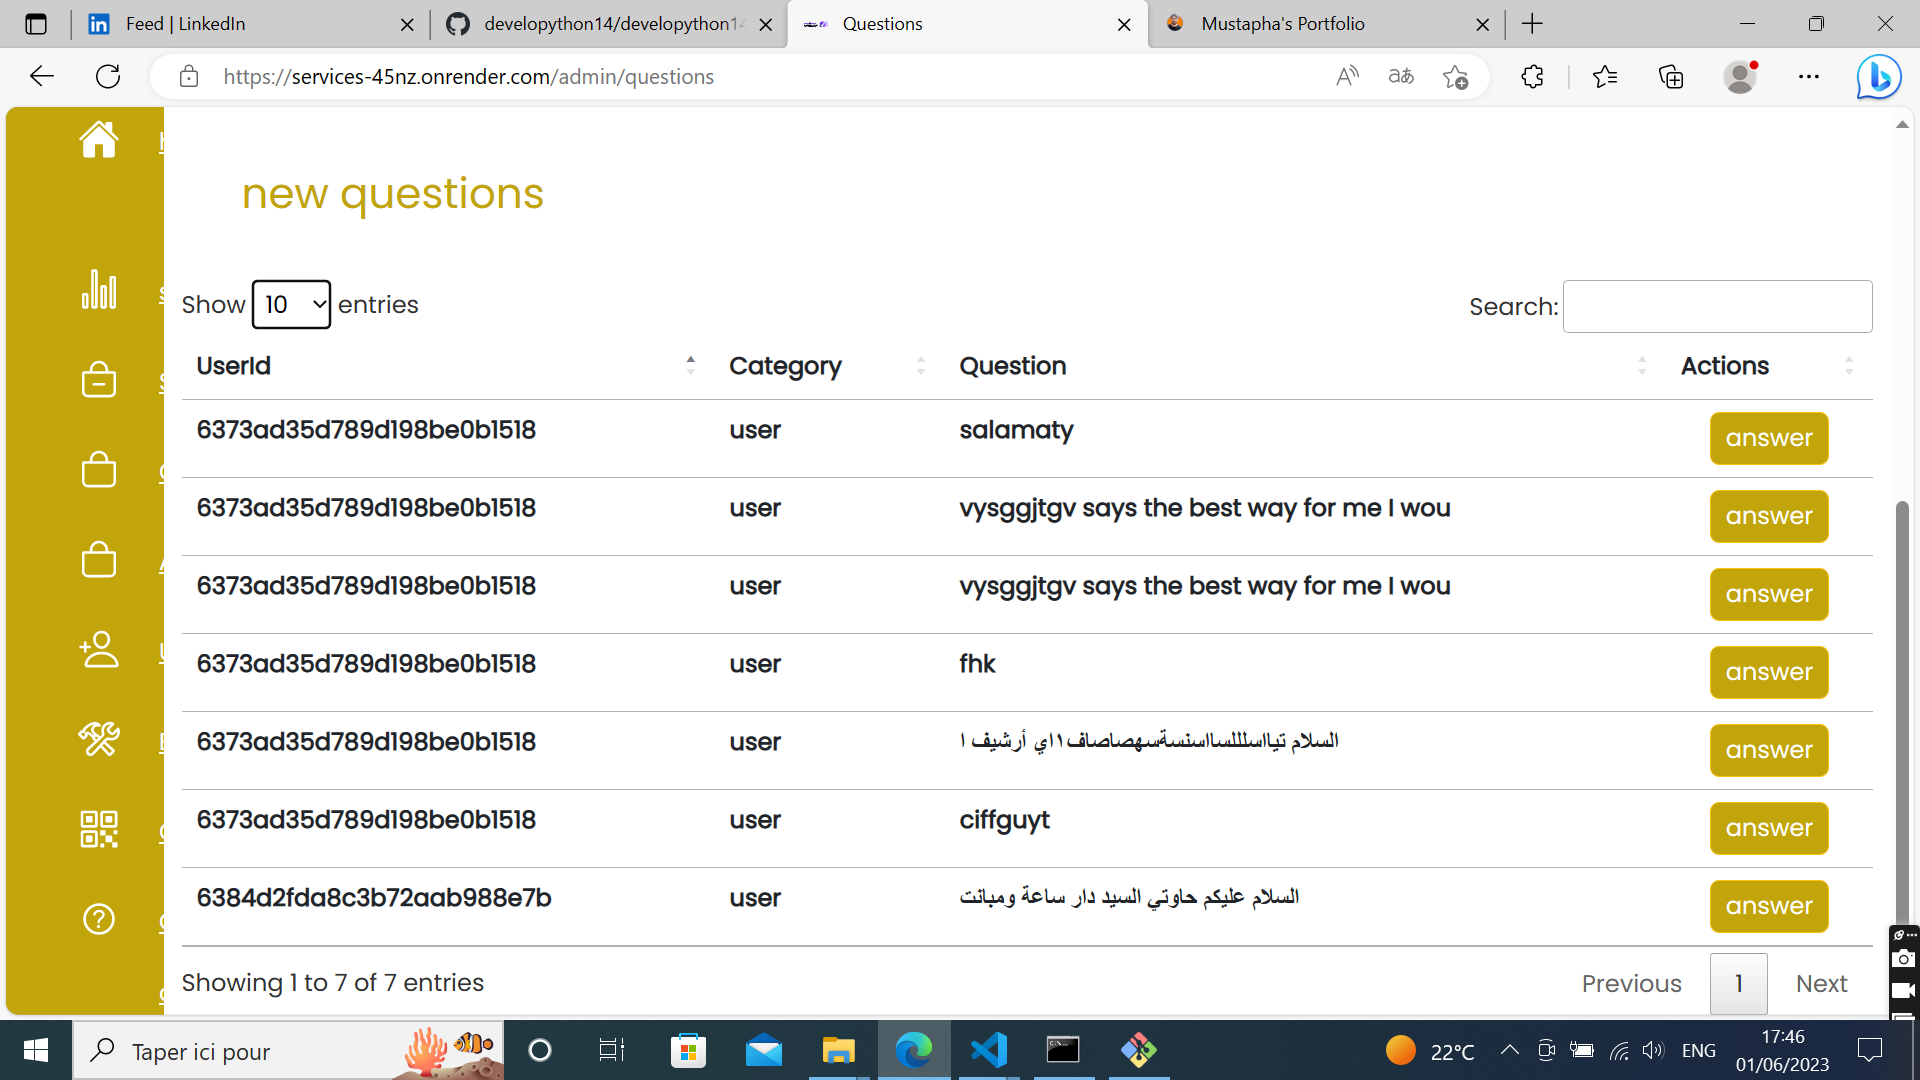 Feed | LinkedIn
developython14/developython14
Questions
Mustapha's Portfolio
https://services-45nz.onrender.com/admin/questions
new questions
Show 10 entries
Search:
UserId Category Question Actions
6373ad35d789d198be0b1518 user salamaty answer
6373ad35d789d198be0b1518 user vysggjtgv says the best way for me I wou answer
6373ad35d789d198be0b1518 user vysggjtgv says the best way for me I wou answer
6373ad35d789d198be0b1518 user fhk answer
6373ad35d789d198be0b1518 user السلام أرشيف ا answer
6373ad35d789d198be0b1518 user ciffguyt answer
6384d2fda8c3b72aab988e7b user السلام عليكم حاوتي السيد دار ساعة ومبانت answer
Showing 1 to 7 of 7 entries
Previous 1 Next
Taper ici pour
22°C
ENG
17:46
01/06/2023